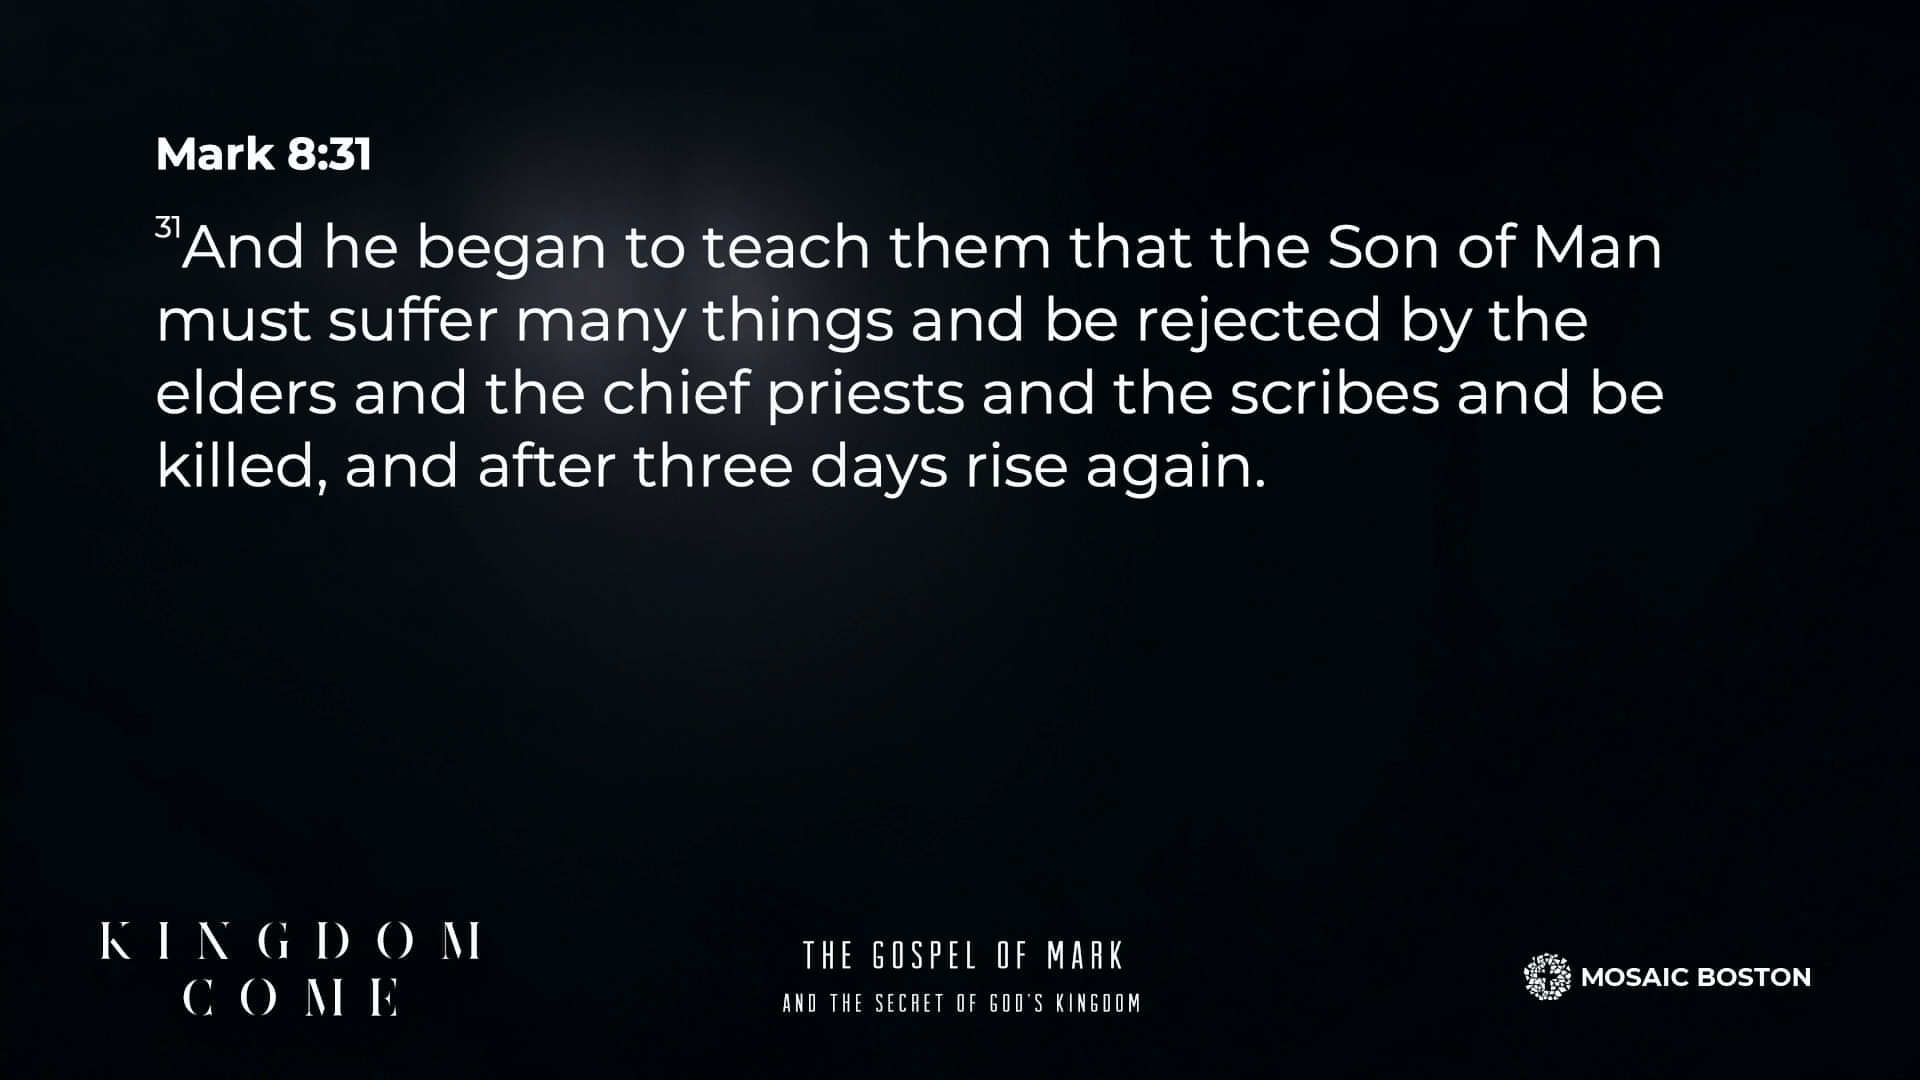 Mark 8:31
31And he began to teach them that the Son of Man
must suffer many things and be rejected by the
elders and the chief priests and the scribes and be
killed, and after three days rise again.
KINGDOM
COME
THE GOSPEL OF MARK
AND THE SECRET OF GOD'S KINGDOM
MOSAIC BOSTON